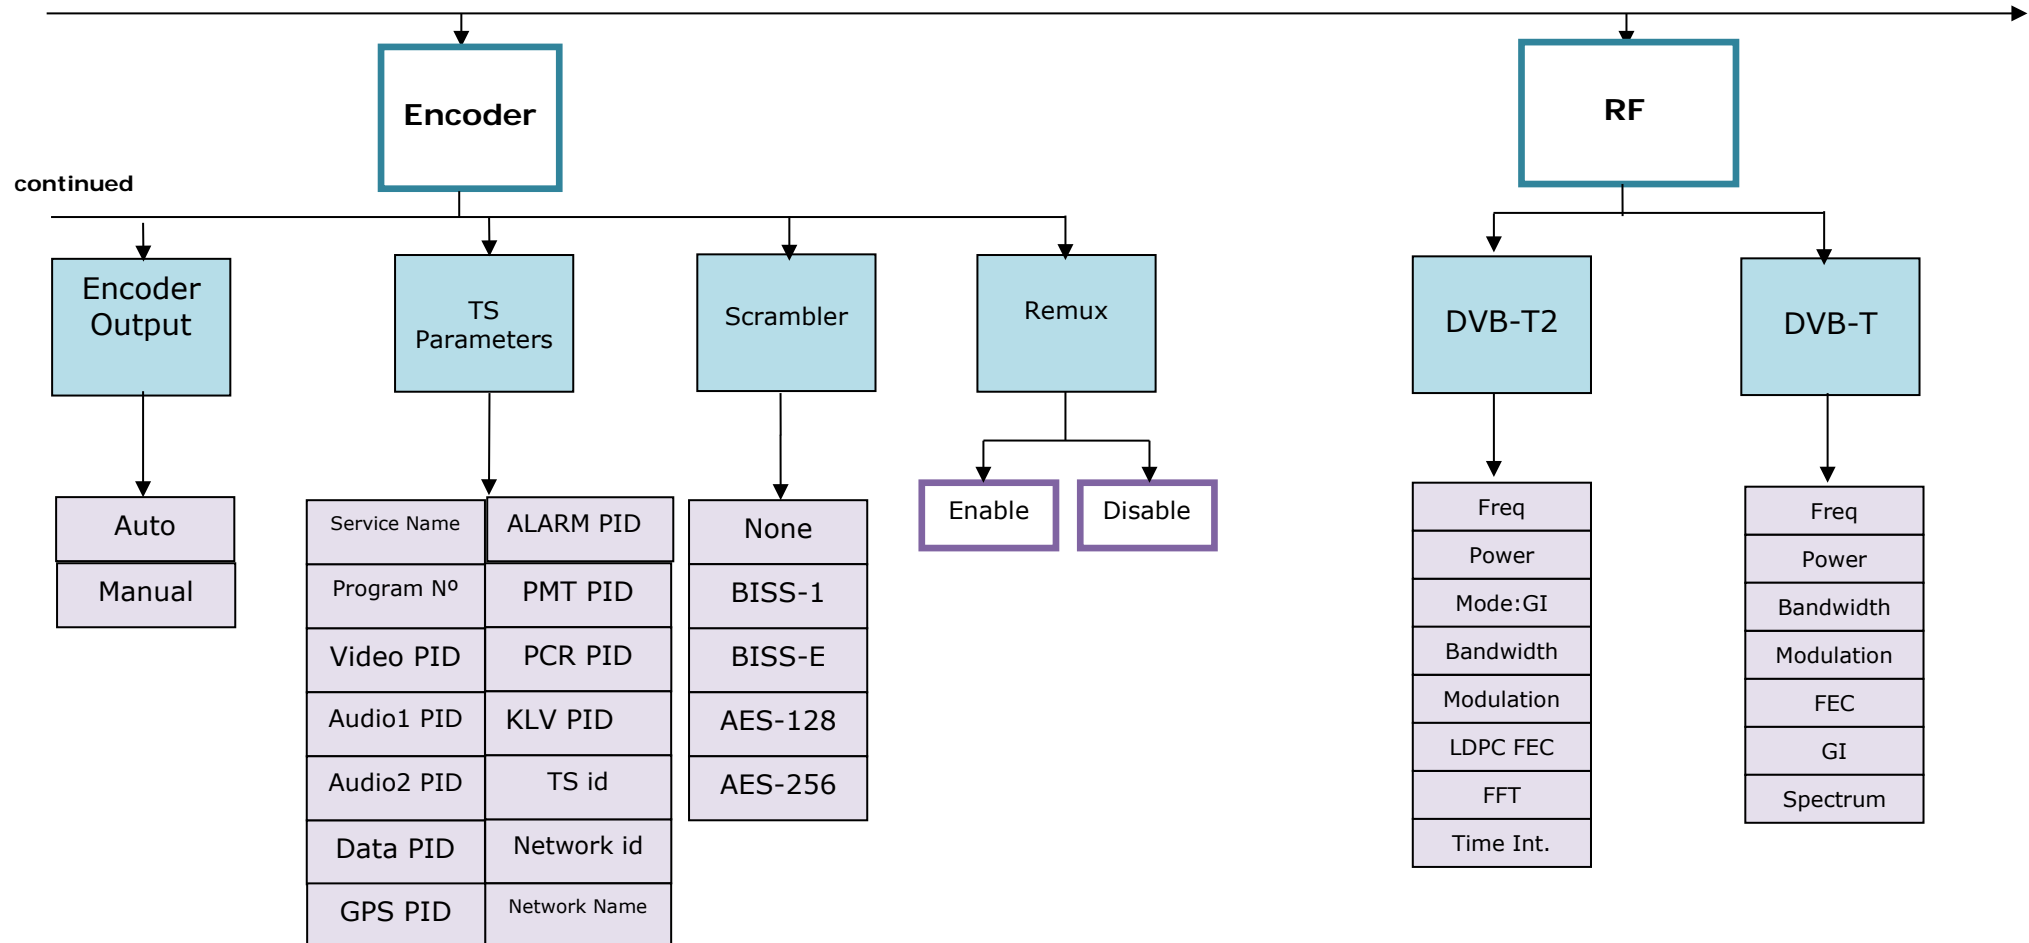 Encoder
RF
continued
Encoder
Output
TS
Parameters
Scrambler
Remux
DVB-T2
DVB-T
Auto
Manual
Service Name
ALARM PID
Program Nº
PMT PID
Video PID
PCR PID
Audio1 PID
KLV PID
Audio2 PID
TS id
Data PID
Network id
GPS PID
Network Name
None
BISS-1
BISS-E
AES-128
AES-256
Enable
Disable
Freq
Power
Mode:GI
Bandwidth
Modulation
LDPC FEC
FFT
Time Int.
Freq
Power
Bandwidth
Modulation
FEC
GI
Spectrum